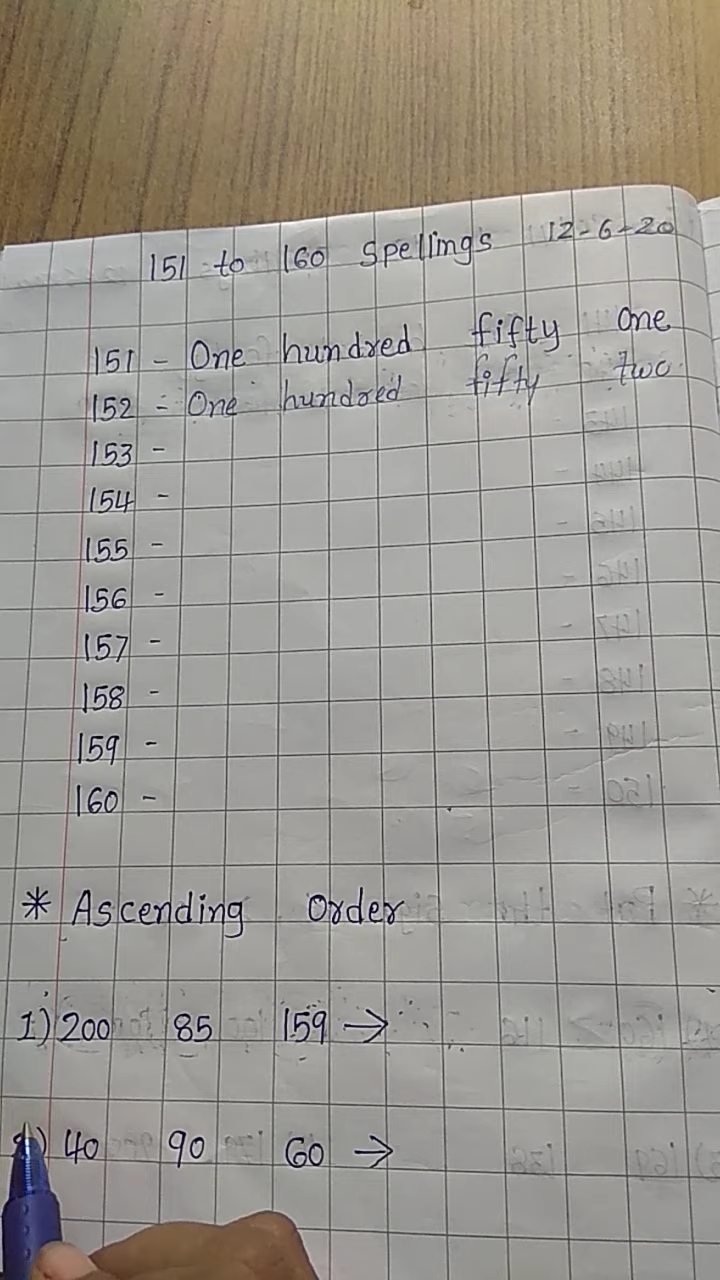 151 to 160 Spelings 12-6-20
151 - One hundred fifty one
152 - One hundred fifty two
153 -
154 -
155 -
156 -
157 -
158 -
159 -
160 -
* Ascending Order
1) 200 85 159 →
) 40 90 60 →